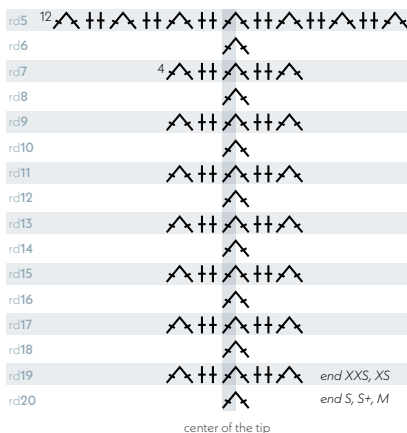 rd5 12
rd6
rd7 4
rd8
rd9
rd10
rd11
rd12
rd13
rd14
rd15
rd16
rd17
rd18
rd19 end XXS, XS
rd20 end S, S+, M
center of the tip